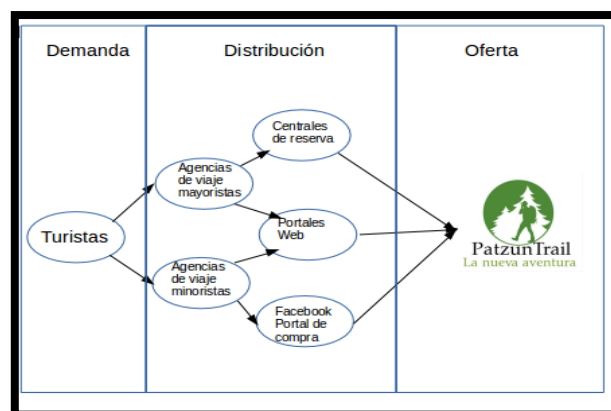 Demanda
Distribución
Oferta
Centrales
de reserva
Agencias
de viaje
mayoristas
Turistas
Portales
Web
Agencias
de viaje
minoristas
Facebook
Portal de
compra
PatzunTrail
La nueva aventura